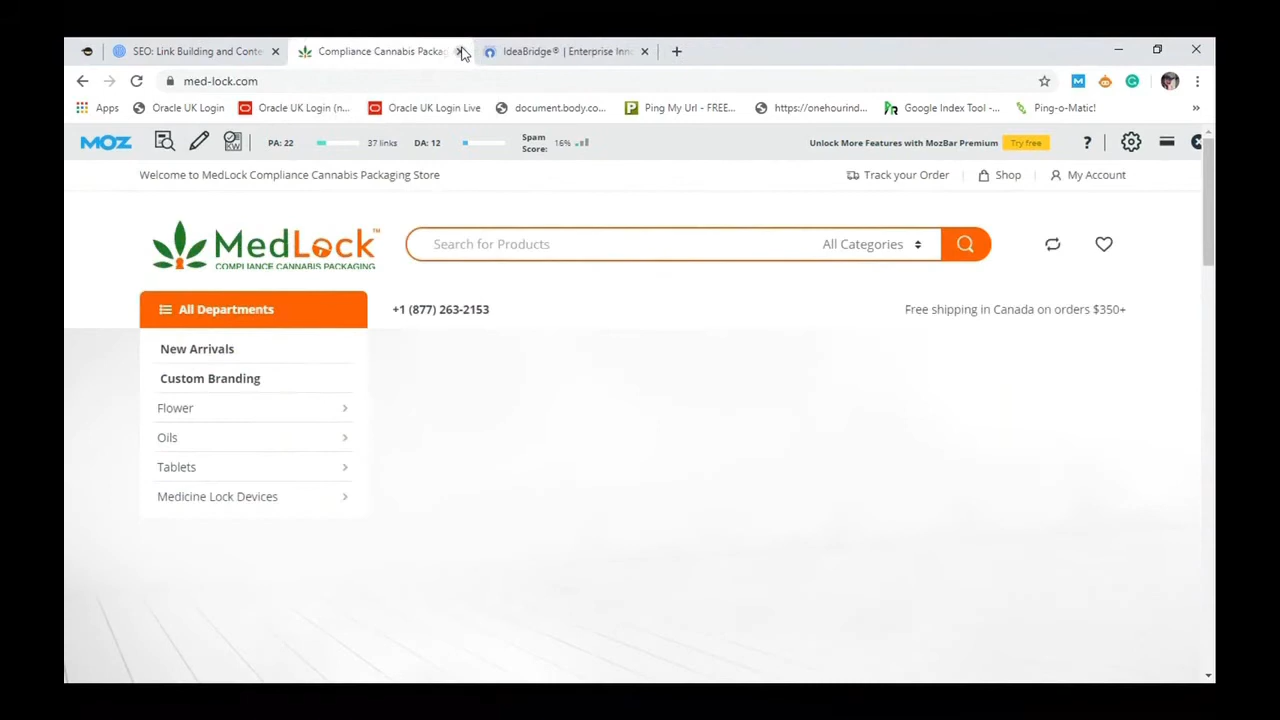 SEO: Link Building and Conte
Compliance Cannabis Packag
IdeaBridge® | Enterprise Inno
med-lock.com
Apps
Oracle UK Login
Oracle UK Login (n...
Oracle UK Login Live
document.body.co...
Ping My Url - FREE...
https://onehourind...
Google Index Tool -...
Ping-o-Matic!
»
MOZ
PA: 22
37 links
DA: 12
Spam Score: 16%
Unlock More Features with MozBar Premium
Try free
?
Welcome to MedLock Compliance Cannabis Packaging Store
Track your Order
Shop
My Account
MedLock™
COMPLIANCE CANNABIS PACKAGING
Search for Products
All Categories
All Departments
+1 (877) 263-2153
Free shipping in Canada on orders $350+
New Arrivals
Custom Branding
Flower
Oils
Tablets
Medicine Lock Devices